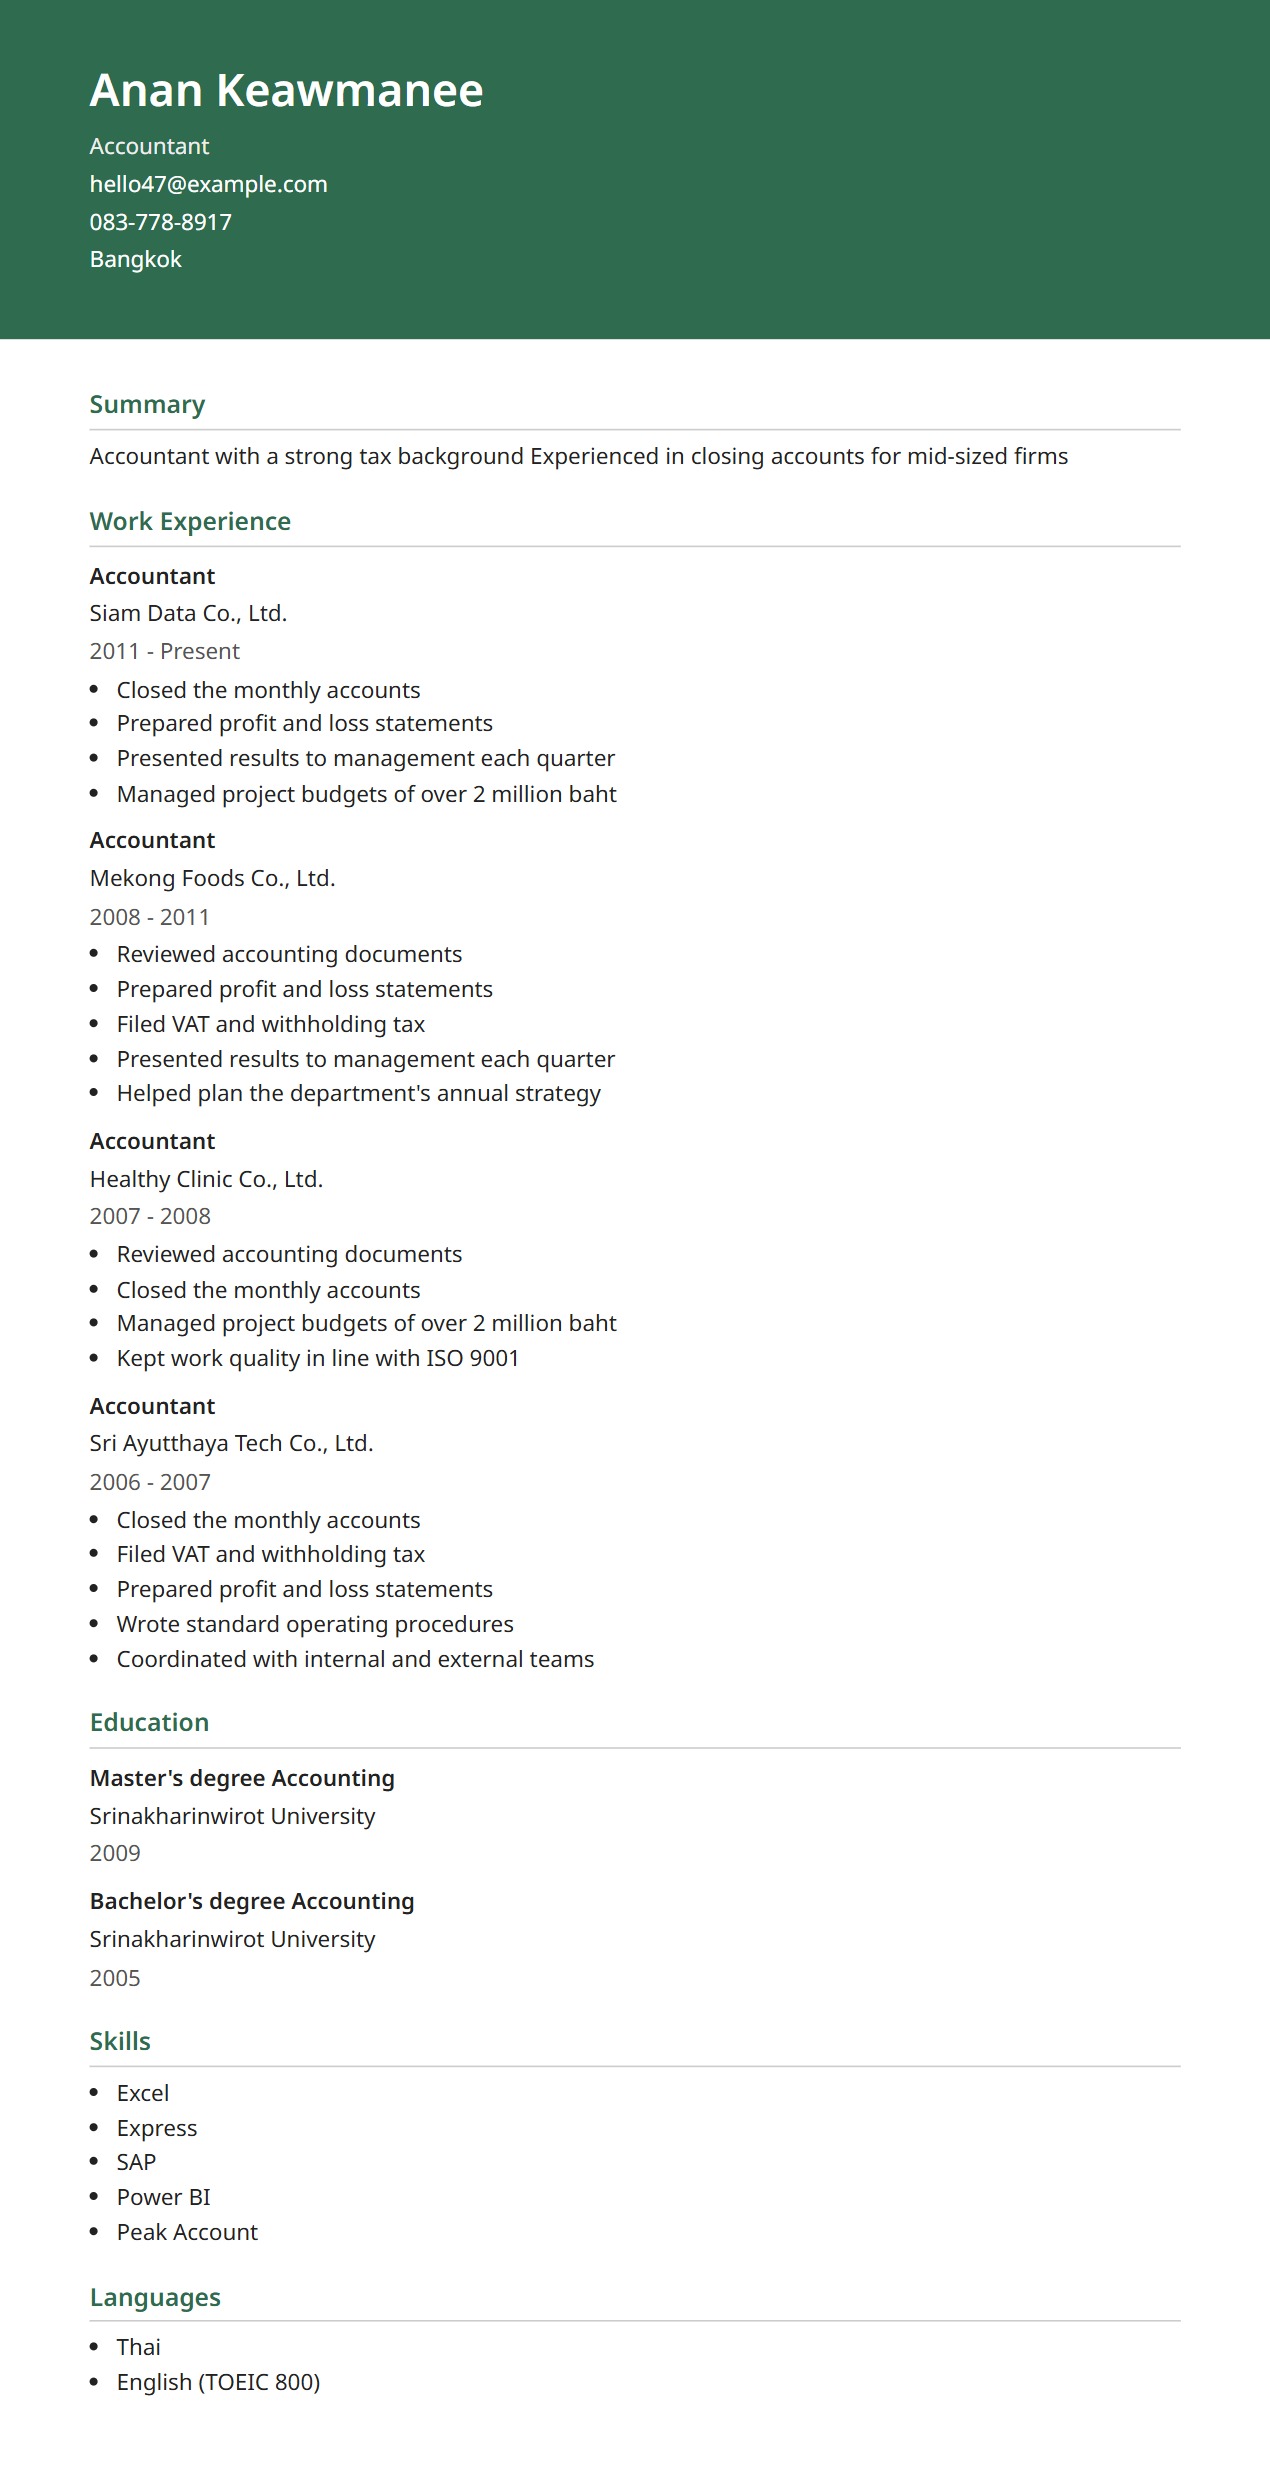 Anan Keawmanee
Accountant
hello47@example.com
083-778-8917
Bangkok
Summary
Accountant with a strong tax background Experienced in closing accounts for mid-sized firms
Work Experience
Accountant
Siam Data Co., Ltd.
2011 - Present
• Closed the monthly accounts
• Prepared profit and loss statements
• Presented results to management each quarter
• Managed project budgets of over 2 million baht
Accountant
Mekong Foods Co., Ltd.
2008 - 2011
• Reviewed accounting documents
• Prepared profit and loss statements
• Filed VAT and withholding tax
• Presented results to management each quarter
• Helped plan the department's annual strategy
Accountant
Healthy Clinic Co., Ltd.
2007 - 2008
• Reviewed accounting documents
• Closed the monthly accounts
• Managed project budgets of over 2 million baht
• Kept work quality in line with ISO 9001
Accountant
Sri Ayutthaya Tech Co., Ltd.
2006 - 2007
• Closed the monthly accounts
• Filed VAT and withholding tax
• Prepared profit and loss statements
• Wrote standard operating procedures
• Coordinated with internal and external teams
Education
Master's degree Accounting
Srinakharinwirot University
2009
Bachelor's degree Accounting
Srinakharinwirot University
2005
Skills
• Excel
• Express
• SAP
• Power BI
• Peak Account
Languages
• Thai
• English (TOEIC 800)